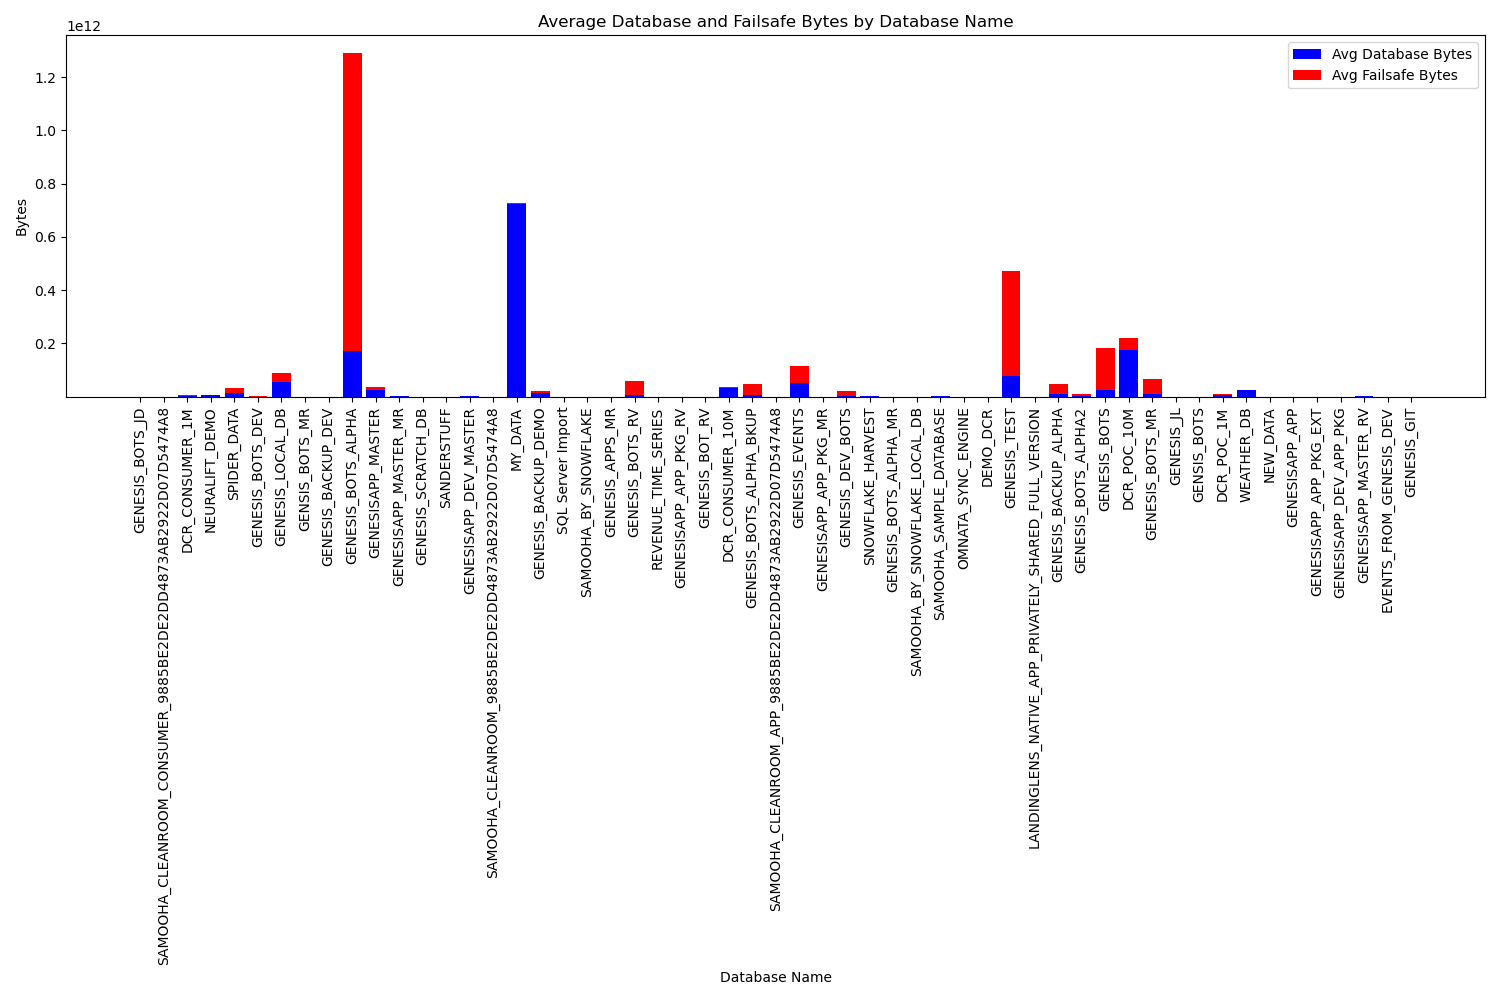 Average Database and Failsafe Bytes by Database Name
1e12
Avg Database Bytes
Avg Failsafe Bytes
Bytes
1.2
1.0
0.8
0.6
0.4
0.2
GENESIS_BOTS_JD
SAMOOHA_CLEANROOM_CONSUMER_9885BE2DE2DD4873AB2922D07D5474A8
DCR_CONSUMER_1M
NEURALIFT_DEMO
SPIDER_DATA
GENESIS_BOTS_DEV
GENESIS_LOCAL_DB
GENESIS_BOTS_MR
GENESIS_BACKUP_DEV
GENESIS_BOTS_ALPHA
GENESISAPP_MASTER
GENESISAPP_MASTER_MR
GENESIS_SCRATCH_DB
SANDERSTUFF
GENESISAPP_DEV_MASTER
SAMOOHA_CLEANROOM_9885BE2DE2DD4873AB2922D07D5474A8
MY_DATA
GENESIS_BACKUP_DEMO
SQL Server Import
SAMOOHA_BY_SNOWFLAKE
GENESIS_APPS_MR
GENESIS_BOTS_RV
REVENUE_TIME_SERIES
GENESISAPP_APP_PKG_RV
GENESIS_BOT_RV
DCR_CONSUMER_10M
GENESIS_BOTS_ALPHA_BKUP
SAMOOHA_CLEANROOM_APP_9885BE2DE2DD4873AB2922D07D5474A8
GENESIS_EVENTS
GENESISAPP_APP_PKG_MR
GENESIS_DEV_BOTS
SNOWFLAKE_HARVEST
GENESIS_BOTS_ALPHA_MR
SAMOOHA_BY_SNOWFLAKE_LOCAL_DB
SAMOOHA_SAMPLE_DATABASE
OMNATA_SYNC_ENGINE
DEMO_DCR
GENESIS_TEST
LANDINGLENS_NATIVE_APP_PRIVATELY_SHARED_FULL_VERSION
GENESIS_BACKUP_ALPHA
GENESIS_BOTS_ALPHA2
GENESIS_BOTS
DCR_POC_10M
GENESIS_BOTS_MR
GENESIS_JL
GENSIS_BOTS
DCR_POC_1M
WEATHER_DB
NEW_DATA
GENESISAPP_APP
GENESISAPP_APP_PKG_EXT
GENESISAPP_DEV_APP_PKG
GENESISAPP_MASTER_RV
EVENTS_FROM_GENESIS_DEV
GENESIS_GIT
Database Name